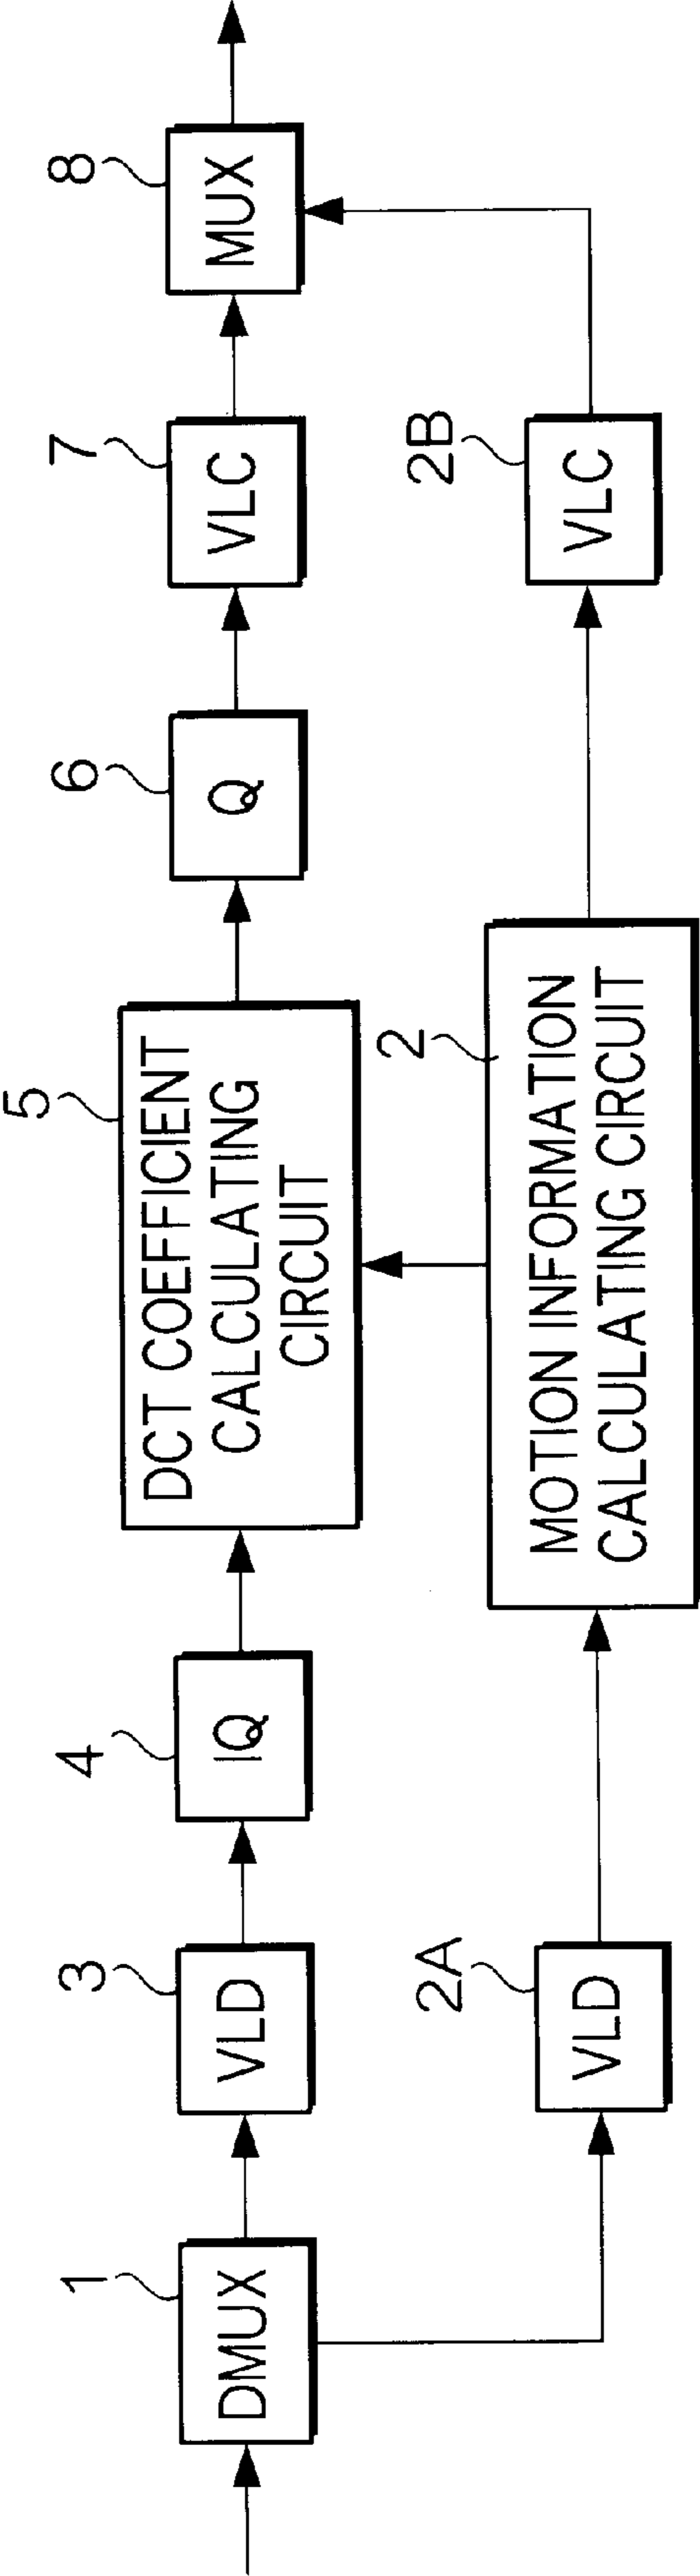 1
DMUX
3
VLD
4
IQ
5
DCT COEFFICIENT
CALCULATING
CIRCUIT
6
Q
7
VLC
8
MUX
2A
VLD
2
MOTION INFORMATION
CALCULATING CIRCUIT
2B
VLC